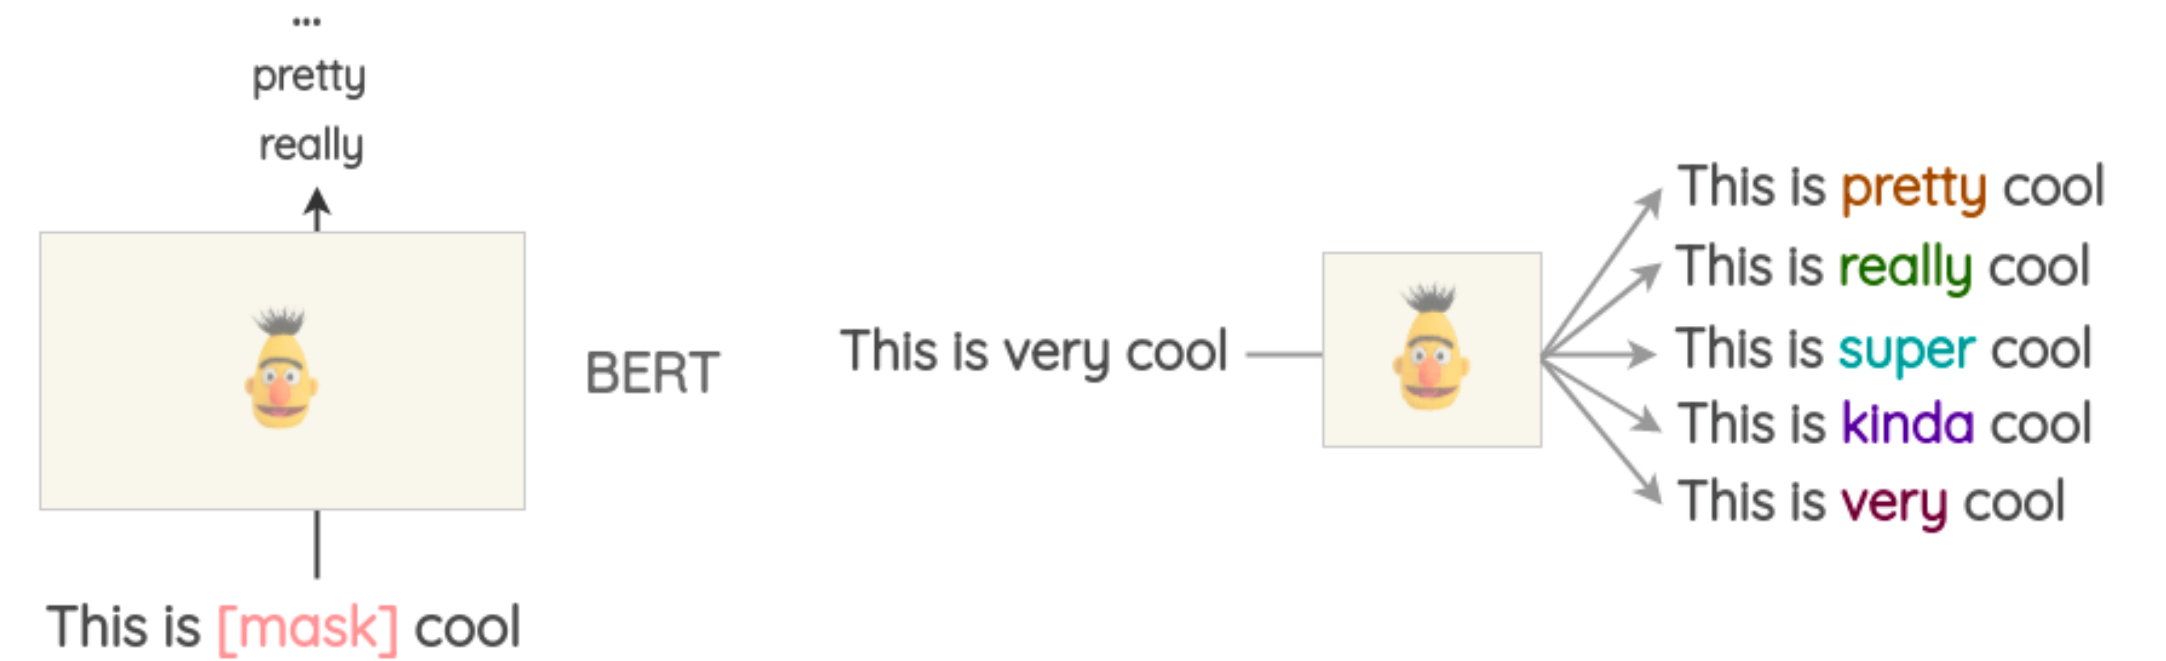 ...
pretty
really
This is [mask] cool
BERT
This is very cool
This is pretty cool
This is really cool
This is super cool
This is kinda cool
This is very cool